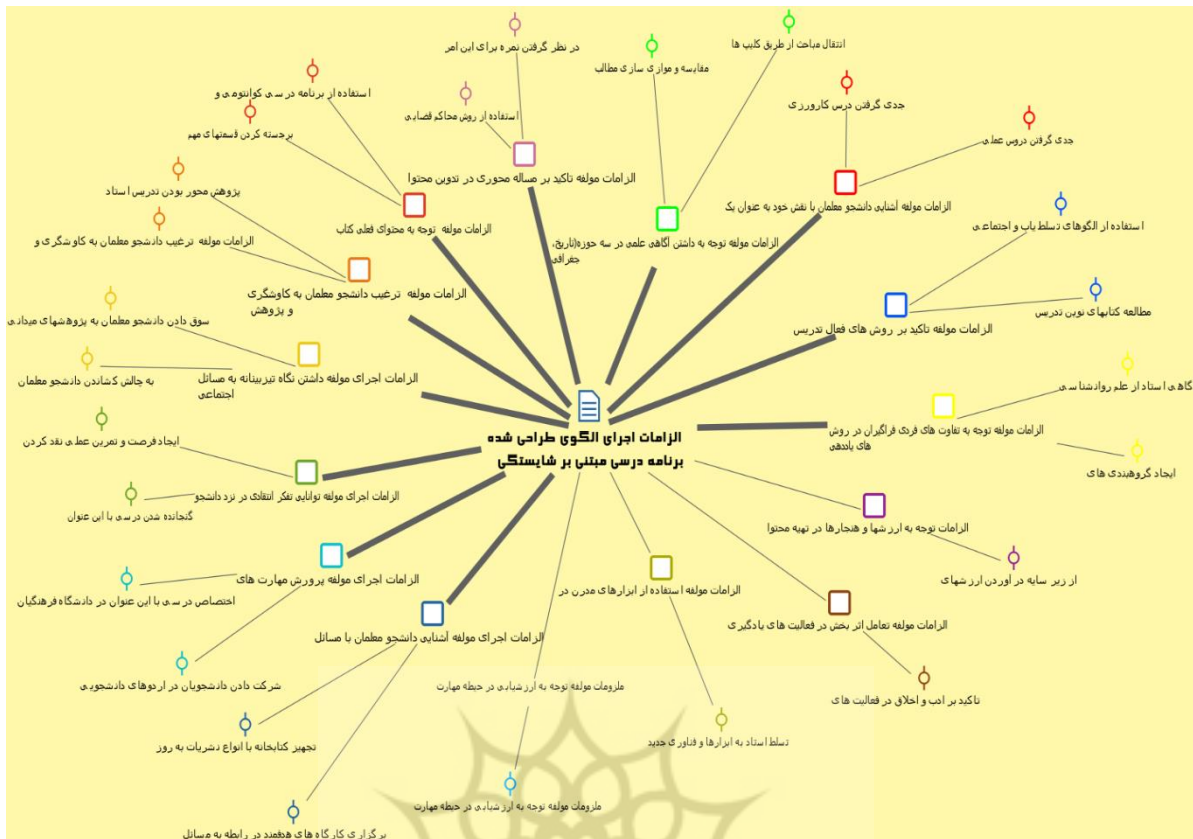 در نظر گرفتن نمره برای این امر
انتقال مباحث از طریق کلیپ ها
مقایسه و موازی سازی مطالب
استفاده از برنامه درسی کوانتومی و
جدی گرفتن درس کارورزی
استفاده از روش محاکم قضایی
برجسته کردن قسمتهای مهم
جدی گرفتن دروس عملی
الزامات مولفه تاکید بر مساله محوری در تدوین محتوا
پژوهش محور بودن تدریس استاد
الزامات مولفه آشنایی دانشجو معلمان با نقش خود به عنوان یک
الزامات مولفه توجه به محتوای فعلی کتاب
استفاده از الگوهای تسلط یاب و اجتماعی
الزامات مولفه ترغیب دانشجو معلمان به کاوشگری و
الزامات مولفه توجه به داشتن آگاهی علمی در سه حوزه(تاریخ،
جغرافی
الزامات مولفه ترغیب دانشجو معلمان به کاوشگری
و پژوهش
مطالعه کتابهای نوین تدریس
سوق دادن دانشجو معلمان به پژوهشهای میدانی
الزامات مولفه تاکید بر روش های فعال تدریس
به چالش کشاندن دانشجو معلمان
الزامات اجرای مولفه داشتن نگاه تیزبینانه به مسائل
اجتماعی
گاهی استاد از علم روانشناسی
الزامات اجرای الگوی طراحی شده
برنامه درسی مبتنی بر شایستگی
الزامات مولفه توجه به تفاوت های فردی فراگیران در روش
های یاددهی
ایجاد فرصت و تمرین عملی نقد کردن
ایجاد گروهبندی های
الزامات اجرای مولفه توانایی تفکر انتقادی در نزد دانشجو
گنجانده شدن درسی با این عنوان
الزامات توجه به ارزشها و هنجارها در تهیه محتوا
الزامات اجرای مولفه پرورش مهارت های
الزامات مولفه استفاده از ابزارهای مدرن در
از زیر سایه در آوردن ارزشهای
اختصاص درسی با این عنوان در دانشگاه فرهنگیان
الزامات مولفه تعامل اثر بخش در فعالیت های یادگیری
الزامات اجرای مولفه آشنایی دانشجو معلمان با مسائل
شرکت دادن دانشجویان در اردوهای دانشجویی
ملزومات مولفه توجه به ارزشیابی در حیطه مهارت
تاکید بر ادب و اخلاق در فعالیت های
تجهیز کتابخانه با انواع نشریات به روز
تسلط استاد به ابزارها و فناوری جدید
ملزومات مولفه توجه به ارزشیابی در حیطه مهارت
برگزاری کارگاه های هدفمند در رابطه به مسائل